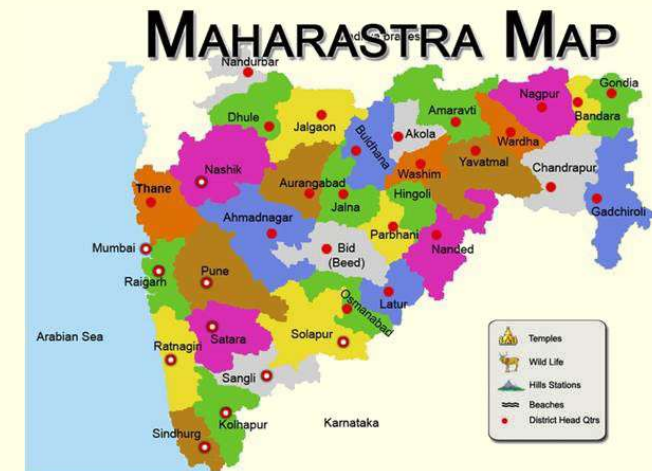 MAHARASTRA MAP
Nandurbar
Gondia
Nagpur
Dhule
Jalgaon
Amaravti
Bandara
Buldhana
Akola
Wardha
Nashik
Washim
Yavatmal
Chandrapur
Thane
Aurangabad
Jalna
Hingoli
Gadchiroli
Ahmadnagar
Parbhani
Mumbai
Bid
(Beed)
Nanded
Raigarh
Pune
Osmanabad
Latur
Arabian Sea
Satara
Solapur
Ratnagiri
Sangli
Kolhapur
Karnataka
Sindhurg
Temples
Wild Life
Hills Stations
Beaches
District Head Qtrs